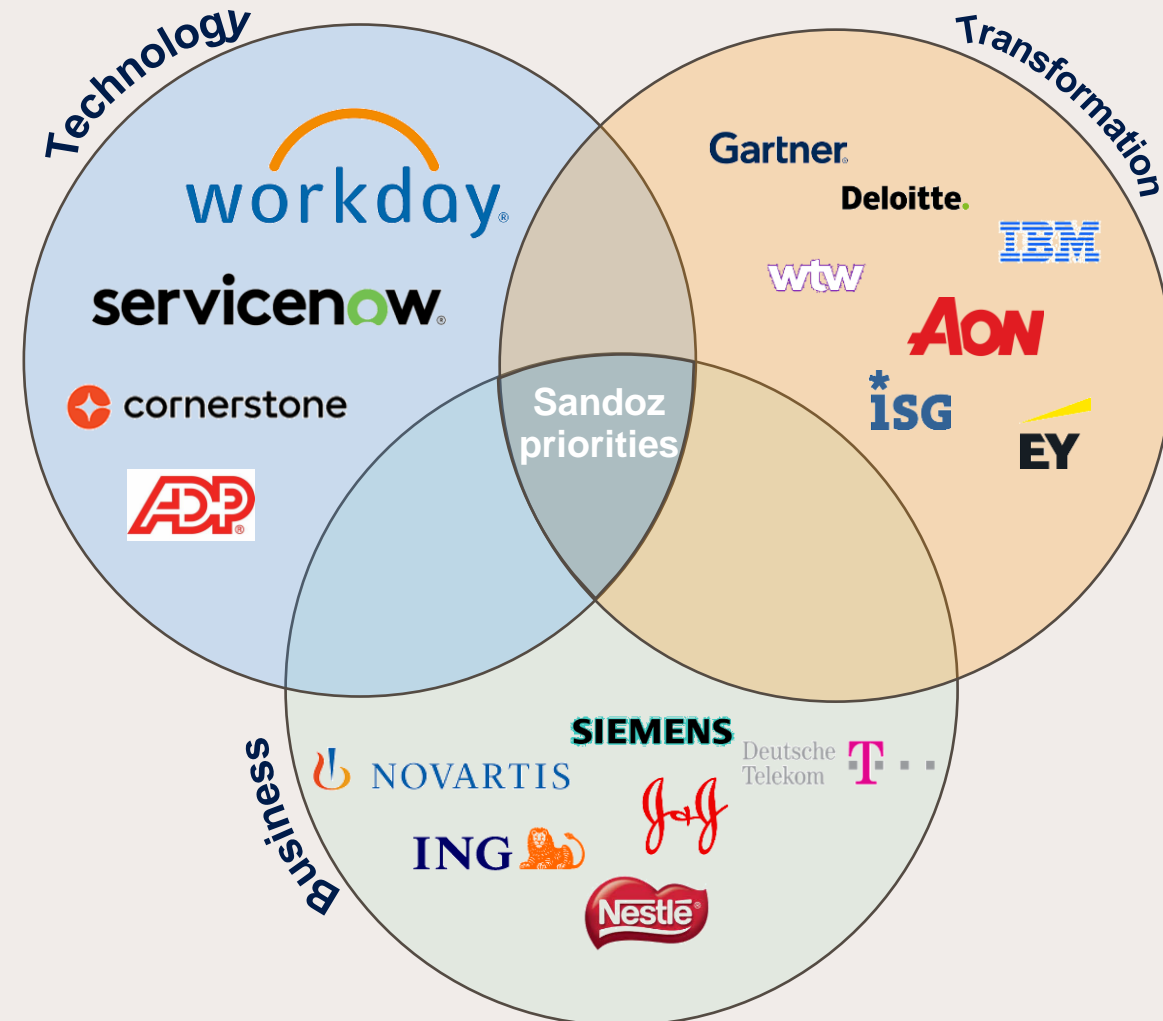 Technology
workday®
servicenow®
cornerstone
ADP®
Transformation
Gartner®
Deloitte.
IBM
wtw
AON
ISG
EY
Sandoz
priorities
Business
SIEMENS
NOVARTIS
Deutsche
Telekom
T
J&J
ING
Nestlé®